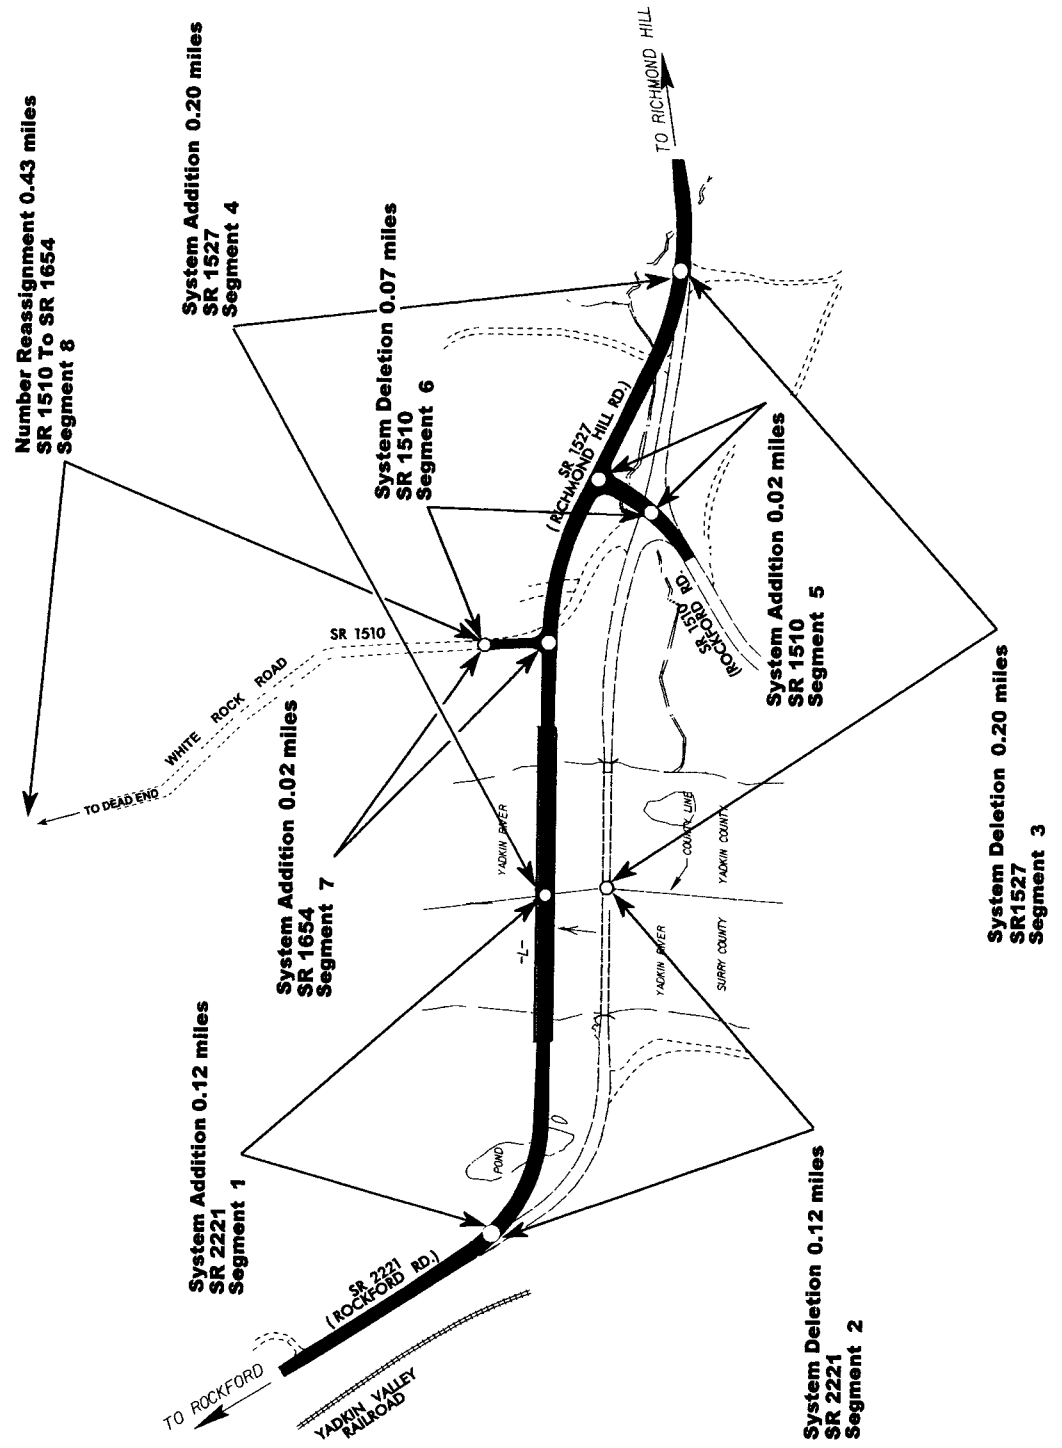 Number Reassignment 0.43 miles
SR 1510 To SR 1654
Segment 8
System Addition 0.20 miles
SR 1527
Segment 4
System Deletion 0.07 miles
SR 1510
Segment 6
TO RICHMOND HILL
SR 1527
(RICHMOND HILL RD.)
SR 1510
WHITE ROCK ROAD
TO DEAD END
System Addition 0.02 miles
SR 1654
Segment 7
System Addition 0.02 miles
SR 1510
Segment 5
SR 1510
(ROCKFORD RD.
YADKIN RIVER
COUNTY LINE
YADKIN COUNTY
-L-
YADKIN RIVER
SURRY COUNTY
System Deletion 0.20 miles
SR1527
Segment 3
System Addition 0.12 miles
SR 2221
Segment 1
POND
SR 2221
(ROCKFORD RD.)
TO ROCKFORD
YADKIN VALLEY
RAILROAD
System Deletion 0.12 miles
SR 2221
Segment 2